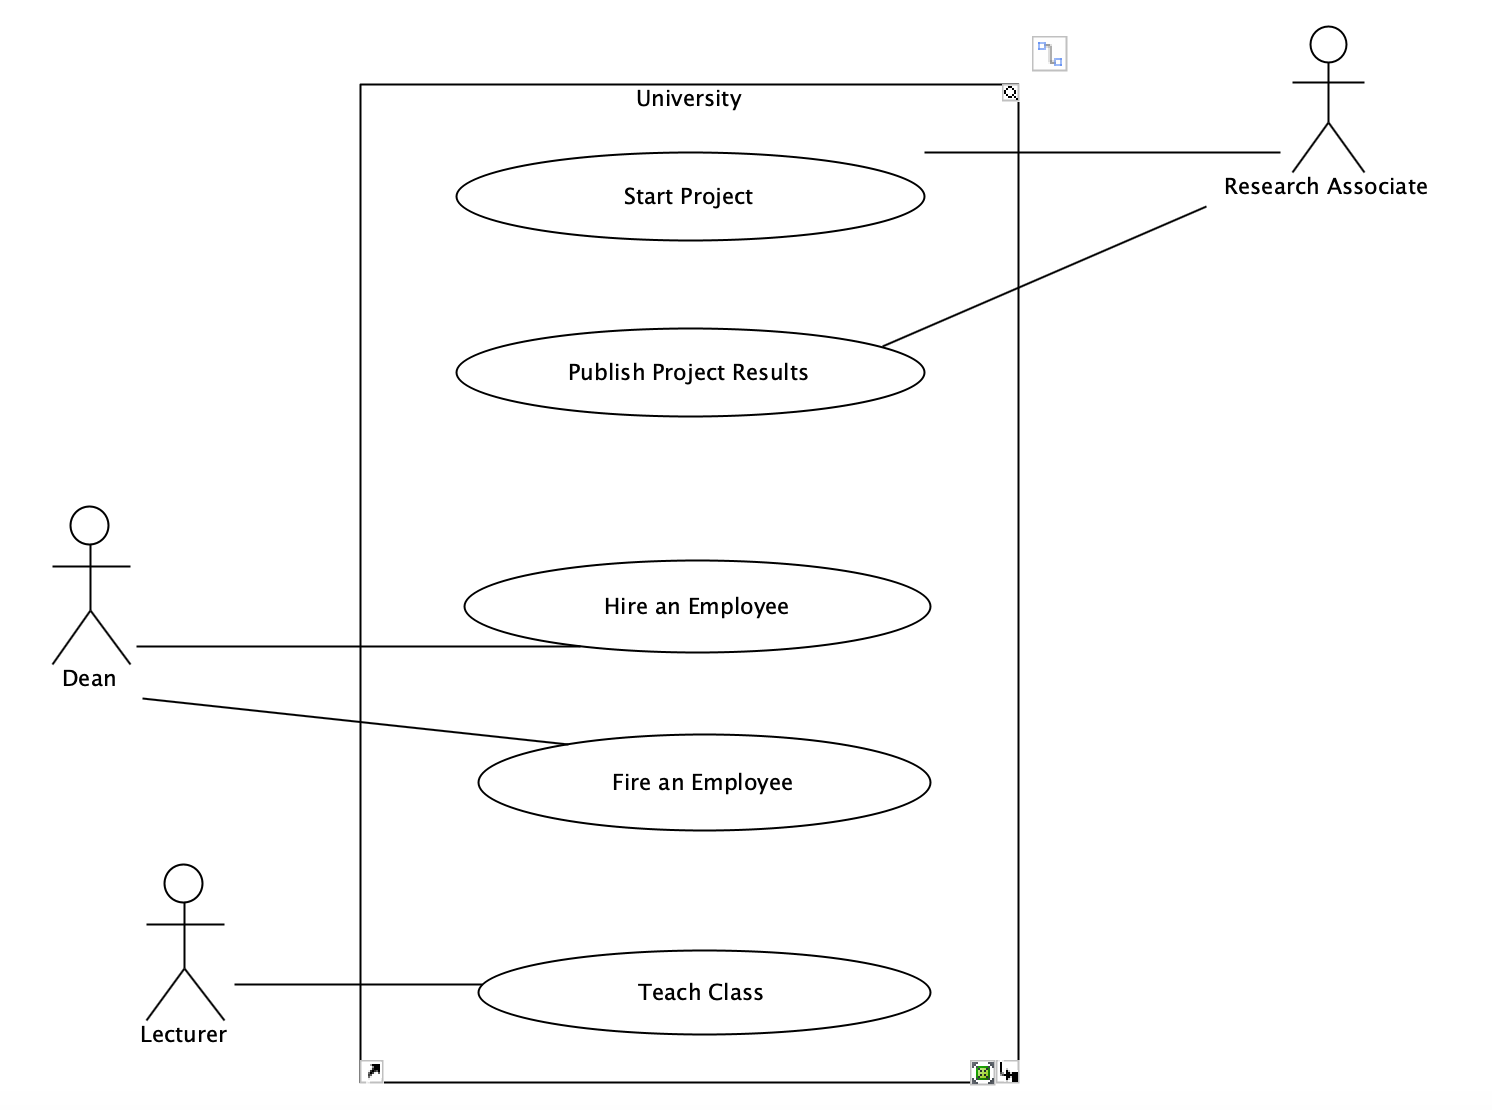 University
Start Project
Research Associate
Publish Project Results
Hire an Employee
Dean
Fire an Employee
Teach Class
Lecturer